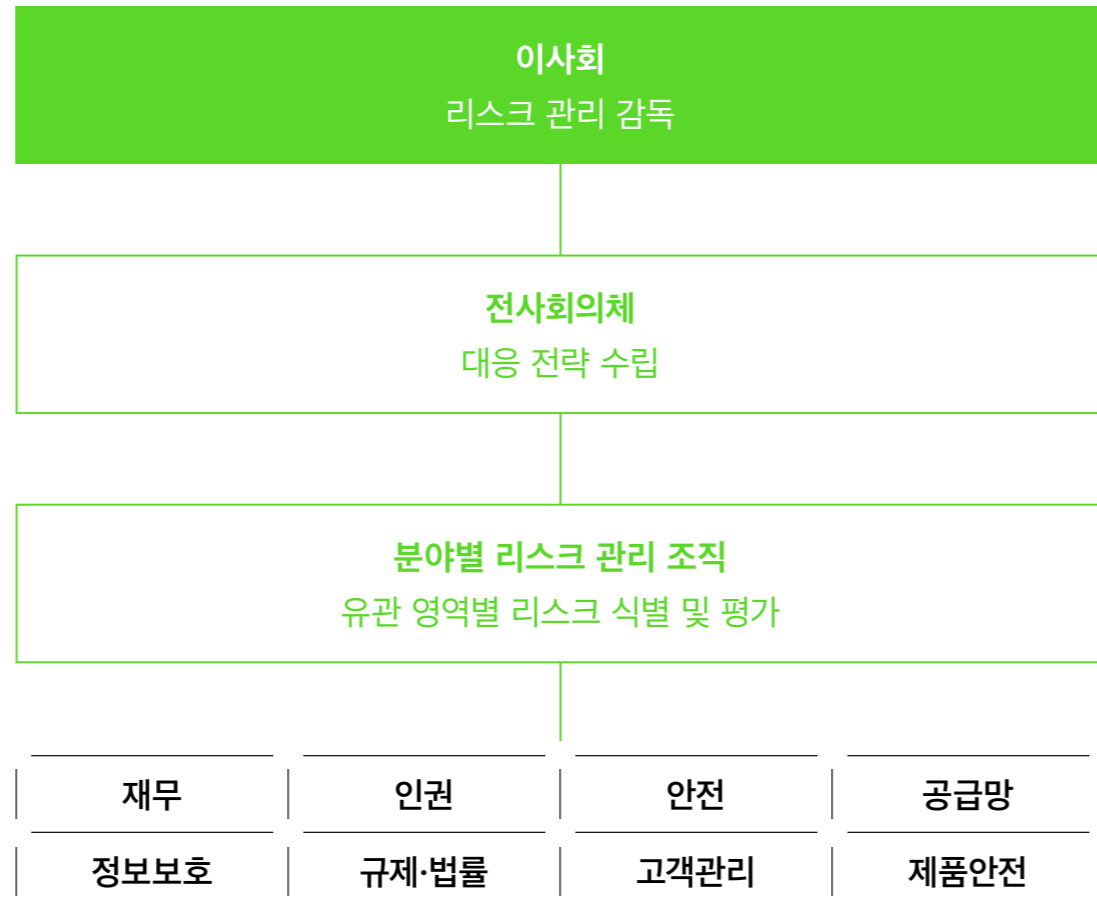 이사회
리스크 관리 감독
전사회의체
대응 전략 수립
분야별 리스크 관리 조직
유관 영역별 리스크 식별 및 평가
재무 인권 안전 공급망
정보보호 규제·법률 고객관리 제품안전